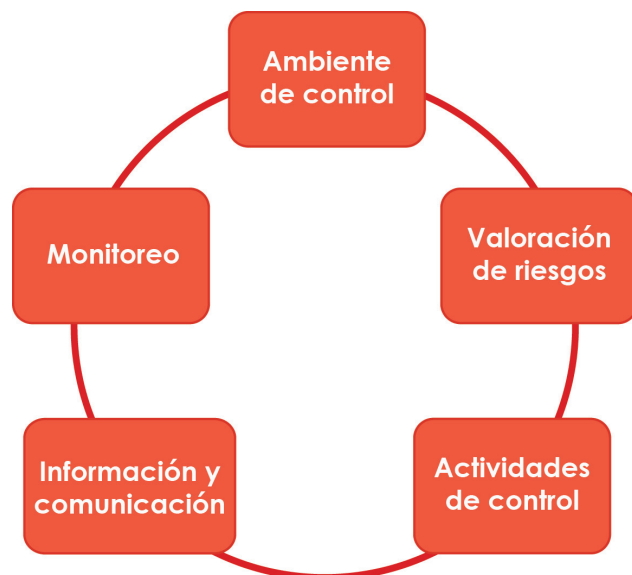 Ambiente
de control
Valoración
de riesgos
Actividades
de control
Información y
comunicación
Monitoreo